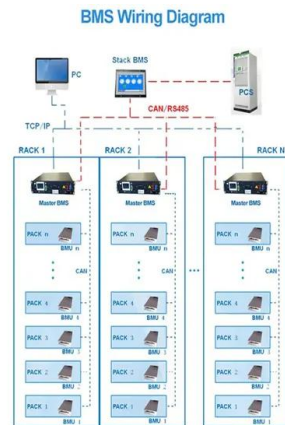 BMS Wiring Diagram
Stack BMS
PC
PCS
CAN/RS485
TCP/IP
RACK 1
RACK 2
RACK N
Master BMS
Master BMS
Master BMS
PACK n
PACK n
PACK n
BMU n
BMU n
BMU n
CAN
CAN
CAN
PACK 4
PACK 4
PACK 4
BMU 4
BMU 4
BMU 4
PACK 3
PACK 3
PACK 3
BMU 3
BMU 3
BMU 3
PACK 2
PACK 2
PACK 2
BMU 2
BMU 2
BMU 2
PACK 1
PACK 1
PACK 1
BMU 1
BMU 1
BMU 1